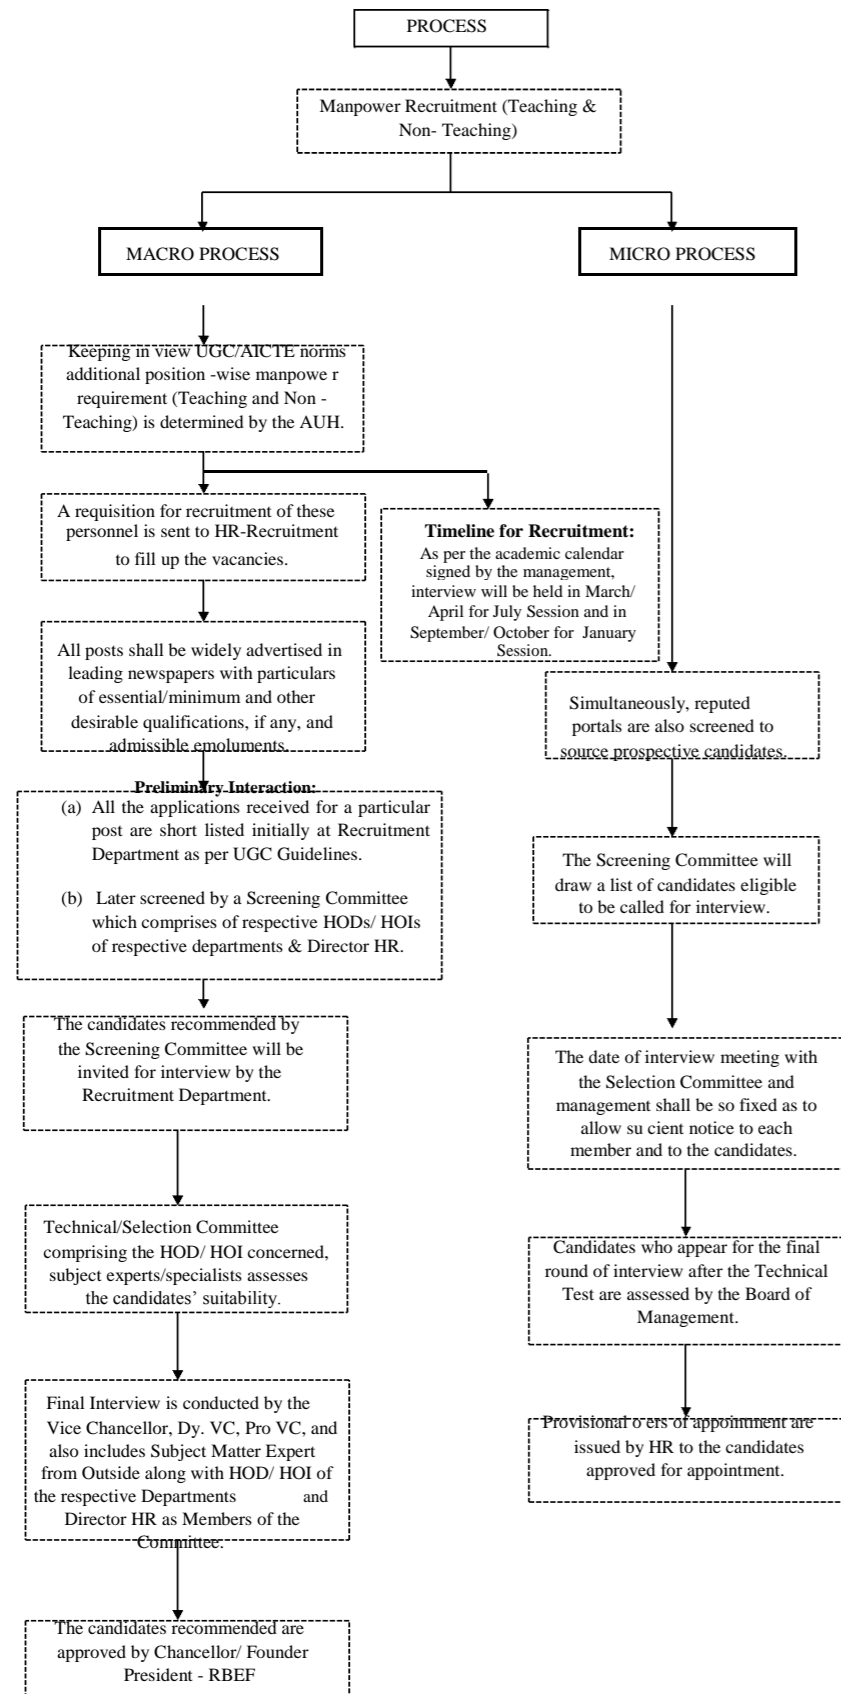 PROCESS
Manpower Recruitment (Teaching &
Non- Teaching)
MACRO PROCESS
MICRO PROCESS
Keeping in view UGC/AICTE norms
additional position -wise manpowe r
requirement (Teaching and Non -
Teaching) is determined by the AUH.
A requisition for recruitment of these
personnel is sent to HR-Recruitment
to fill up the vacancies.
Timeline for Recruitment:
As per the academic calendar
signed by the management,
interview will be held in March/
April for July Session and in
September/ October for January
Session.
All posts shall be widely advertised in
leading newspapers with particulars
of essential/minimum and other
desirable qualifications, if any, and
admissible emoluments.
Simultaneously, reputed
portals are also screened to
source prospective candidates.
Preliminary Interaction:
(a) All the applications received for a particular
post are short listed initially at Recruitment
Department as per UGC Guidelines.
(b) Later screened by a Screening Committee
which comprises of respective HODs/ HOIs
of respective departments & Director HR.
The Screening Committee will
draw a list of candidates eligible
to be called for interview.
The candidates recommended by
the Screening Committee will be
invited for interview by the
Recruitment Department.
The date of interview meeting with
the Selection Committee and
management shall be so fixed as to
allow su cient notice to each
member and to the candidates.
Technical/Selection Committee
comprising the HOD/ HOI concerned,
subject experts/specialists assesses
the candidates’ suitability.
Candidates who appear for the final
round of interview after the Technical
Test are assessed by the Board of
Management.
Final Interview is conducted by the
Vice Chancellor, Dy. VC, Pro VC, and
also includes Subject Matter Expert
from Outside along with HOD/ HOI of
the respective Departments and
Director HR as Members of the
Committee.
Provisional o ers of appointment are
issued by HR to the candidates
approved for appointment.
The candidates recommended are
approved by Chancellor/ Founder
President - RBEF